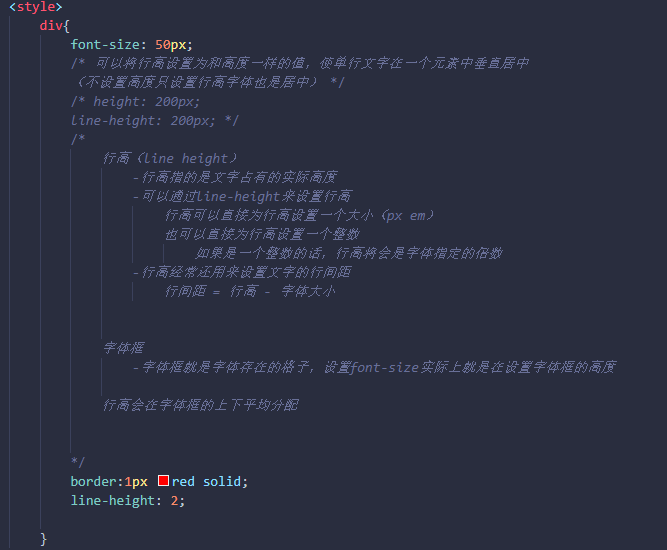 <style>
div{
font-size: 50px;
/* 可以将行高设置为和高度一样的值，使单行文字在一个元素中垂直居中
（不设置高度只设置行高字体也是居中） */
/* height: 200px;
line-height: 200px; */
/*
行高（line height）
-行高指的是文字占有的实际高度
-可以通过line-height来设置行高
行高可以直接为行高设置一个大小（px em）
也可以直接为行高设置一个整数
如果是一个整数的话，行高将会是字体指定的倍数
-行高经常还用来设置文字的行间距
行间距 = 行高 - 字体大小
字体框
-字体框就是字体存在的格子，设置font-size实际上就是在设置字体框的高度
行高会在字体框的上下平均分配
*/
border:1px red solid;
line-height: 2;
}